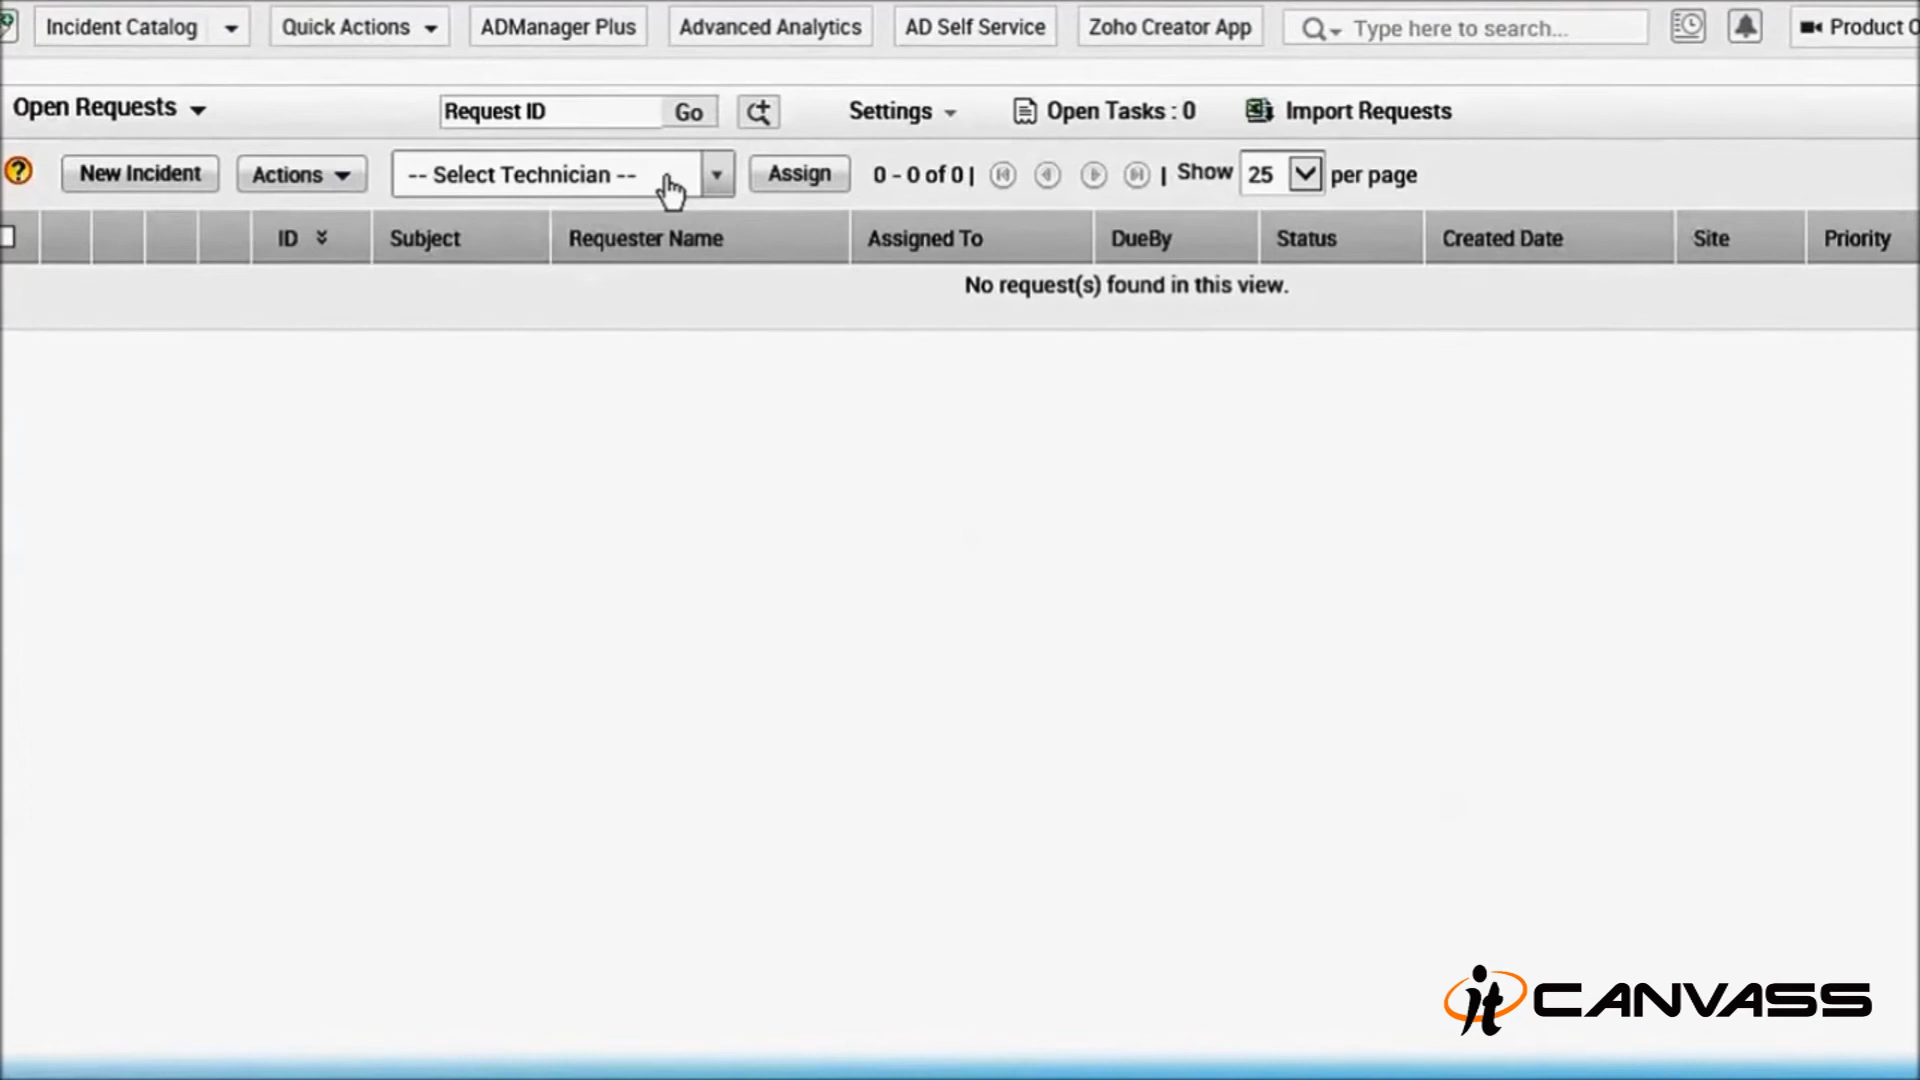 Incident Catalog Quick Actions ADManager Plus Advanced Analytics AD Self Service Zoho Creator App Type here to search... Product
Open Requests Request ID Go Settings Open Tasks : 0 Import Requests
? New Incident Actions -- Select Technician -- Assign 0 - 0 of 0 | | Show 25 per page
ID Subject Requester Name Assigned To DueBy Status Created Date Site Priority
No request(s) found in this view.
it CANVASS